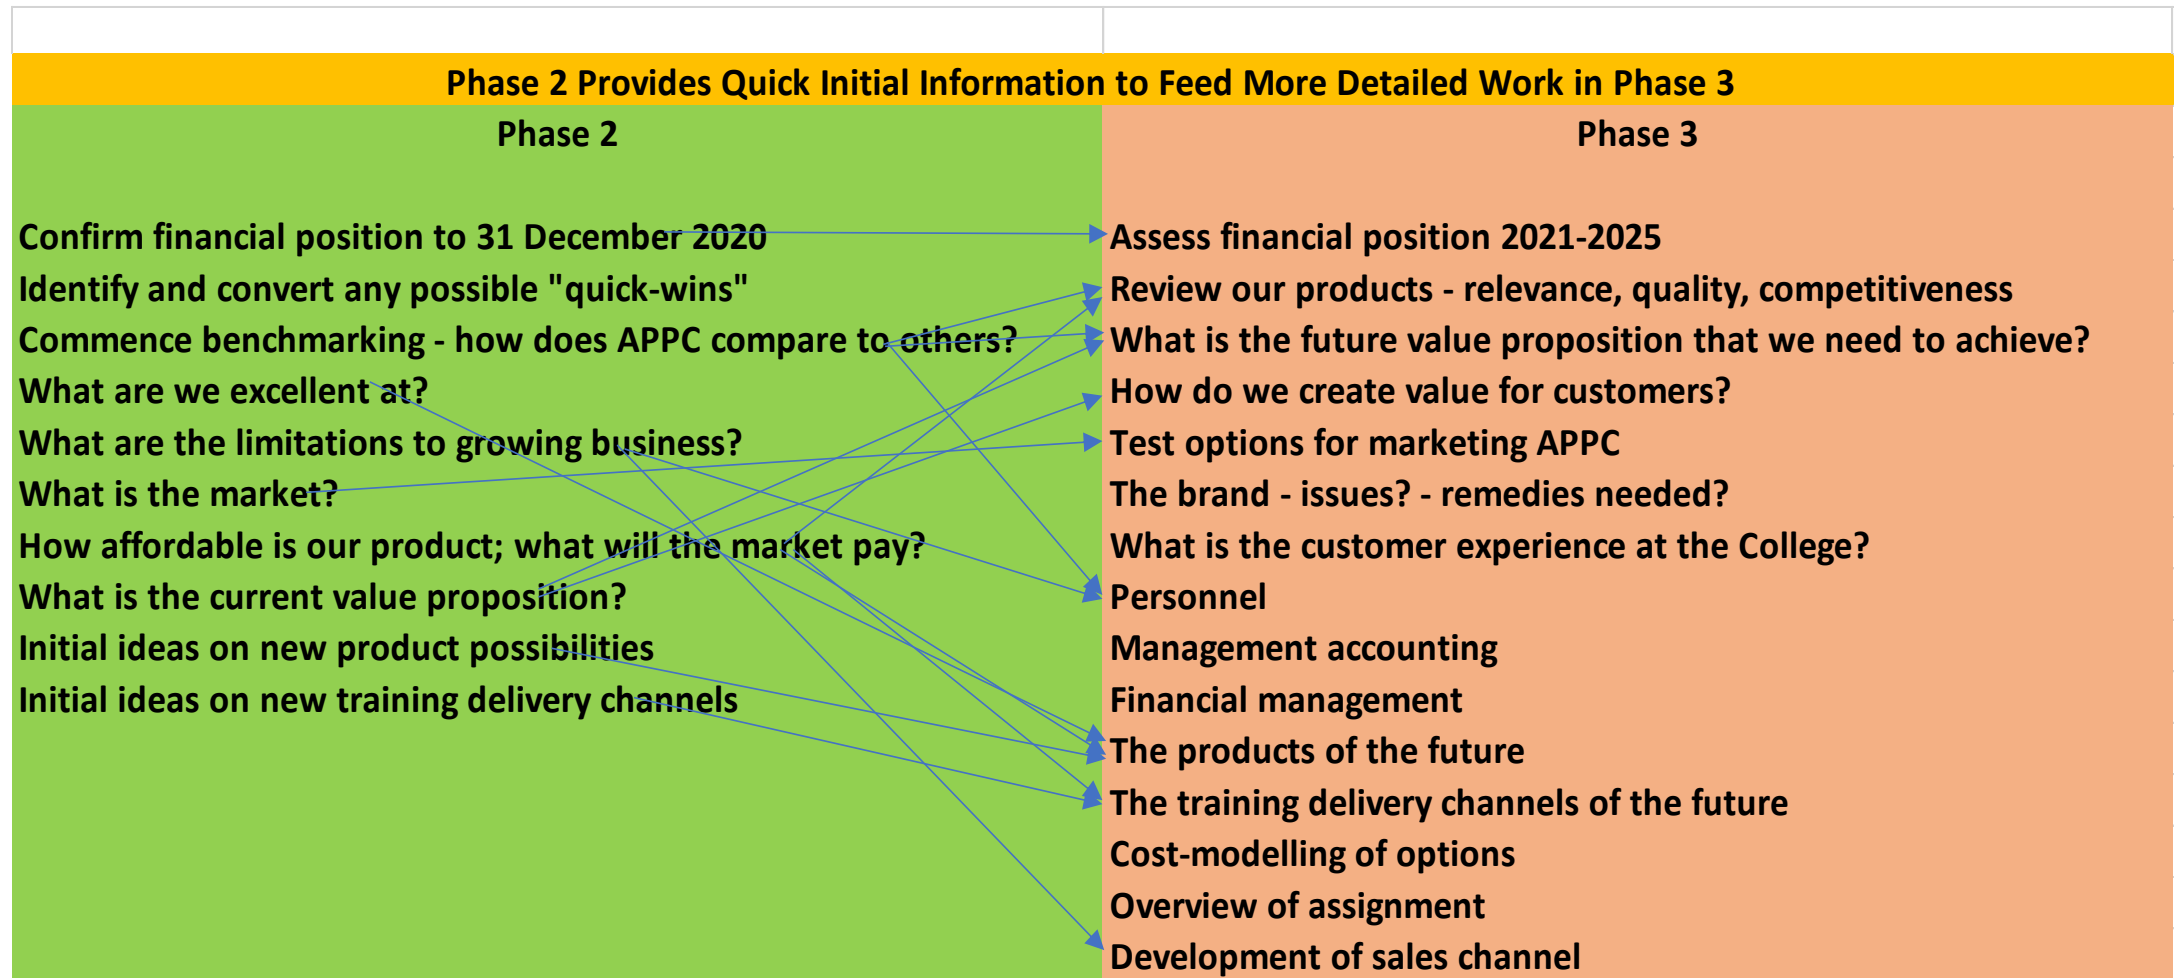 Phase 2 Provides Quick Initial Information to Feed More Detailed Work in Phase 3
Phase 2
Confirm financial position to 31 December 2020
Identify and convert any possible "quick-wins"
Commence benchmarking - how does APPC compare to others?
What are we excellent at?
What are the limitations to growing business?
What is the market?
How affordable is our product; what will the market pay?
What is the current value proposition?
Initial ideas on new product possibilities
Initial ideas on new training delivery channels
Phase 3
Assess financial position 2021-2025
Review our products - relevance, quality, competitiveness
What is the future value proposition that we need to achieve?
How do we create value for customers?
Test options for marketing APPC
The brand - issues? - remedies needed?
What is the customer experience at the College?
Personnel
Management accounting
Financial management
The products of the future
The training delivery channels of the future
Cost-modelling of options
Overview of assignment
Development of sales channel